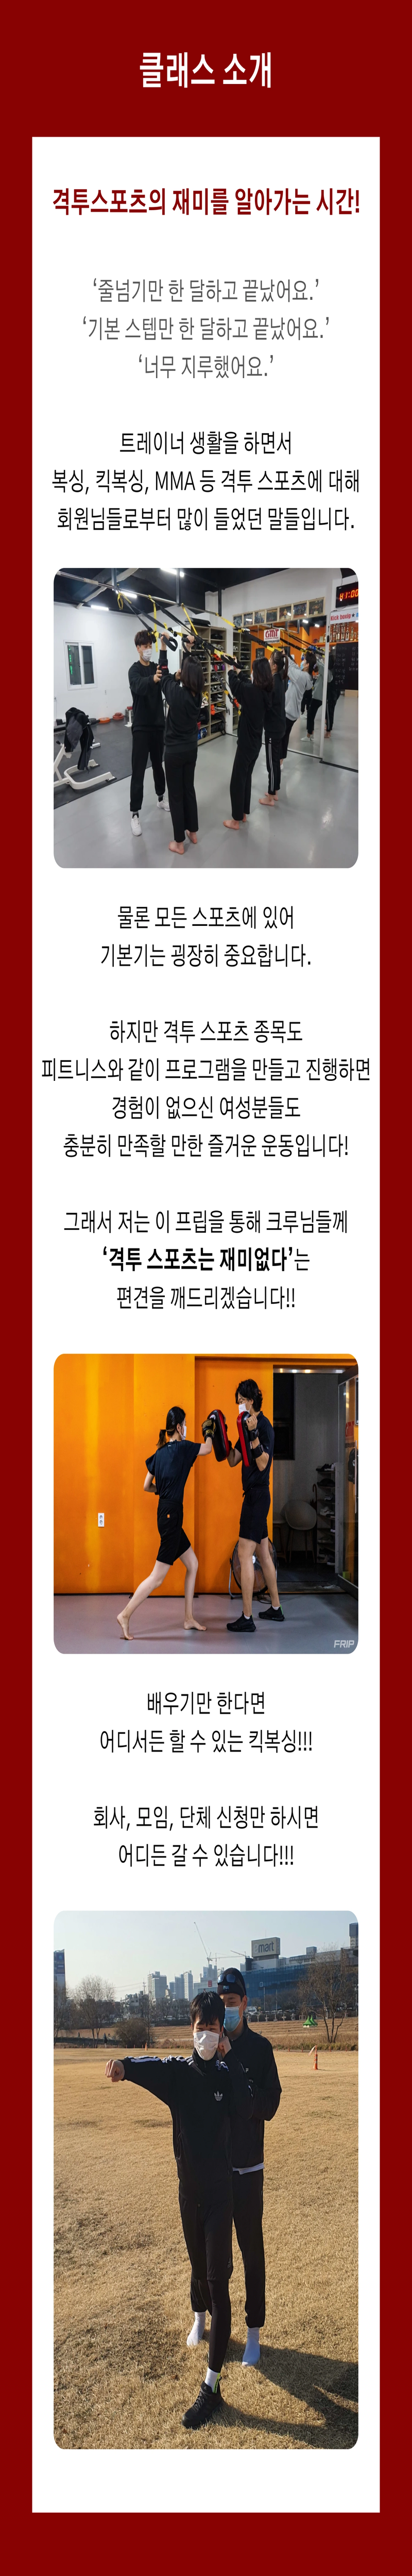 클래스 소개
격투스포츠의 재미를 알아가는 시간!
‘줄넘기만 한 달하고 끝났어요.’
‘기본 스텝만 한 달하고 끝났어요.’
‘너무 지루했어요.’
트레이너 생활을 하면서
복싱, 킥복싱, MMA 등 격투 스포츠에 대해
회원님들로부터 많이 들었던 말들입니다.
물론 모든 스포츠에 있어
기본기는 굉장히 중요합니다.
하지만 격투 스포츠 종목도
피트니스와 같이 프로그램을 만들고 진행하면
경험이 없으신 여성분들도
충분히 만족할 만한 즐거운 운동입니다!
그래서 저는 이 프립을 통해 크루님들께
‘격투 스포츠는 재미없다’는
편견을 깨드리겠습니다!!
FRIP
배우기만 한다면
어디서든 할 수 있는 킥복싱!!!
회사, 모임, 단체 신청만 하시면
어디든 갈 수 있습니다!!!
mart